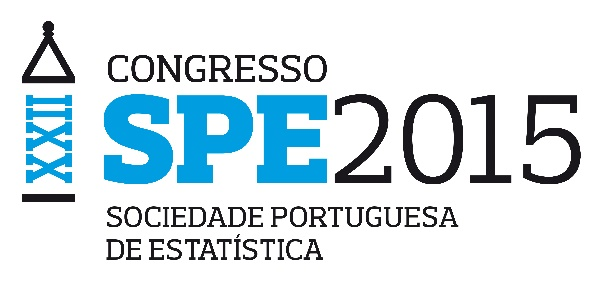 XXII
CONGRESSO
SPE2015
SOCIEDADE PORTUGUESA
DE ESTATÍSTICA